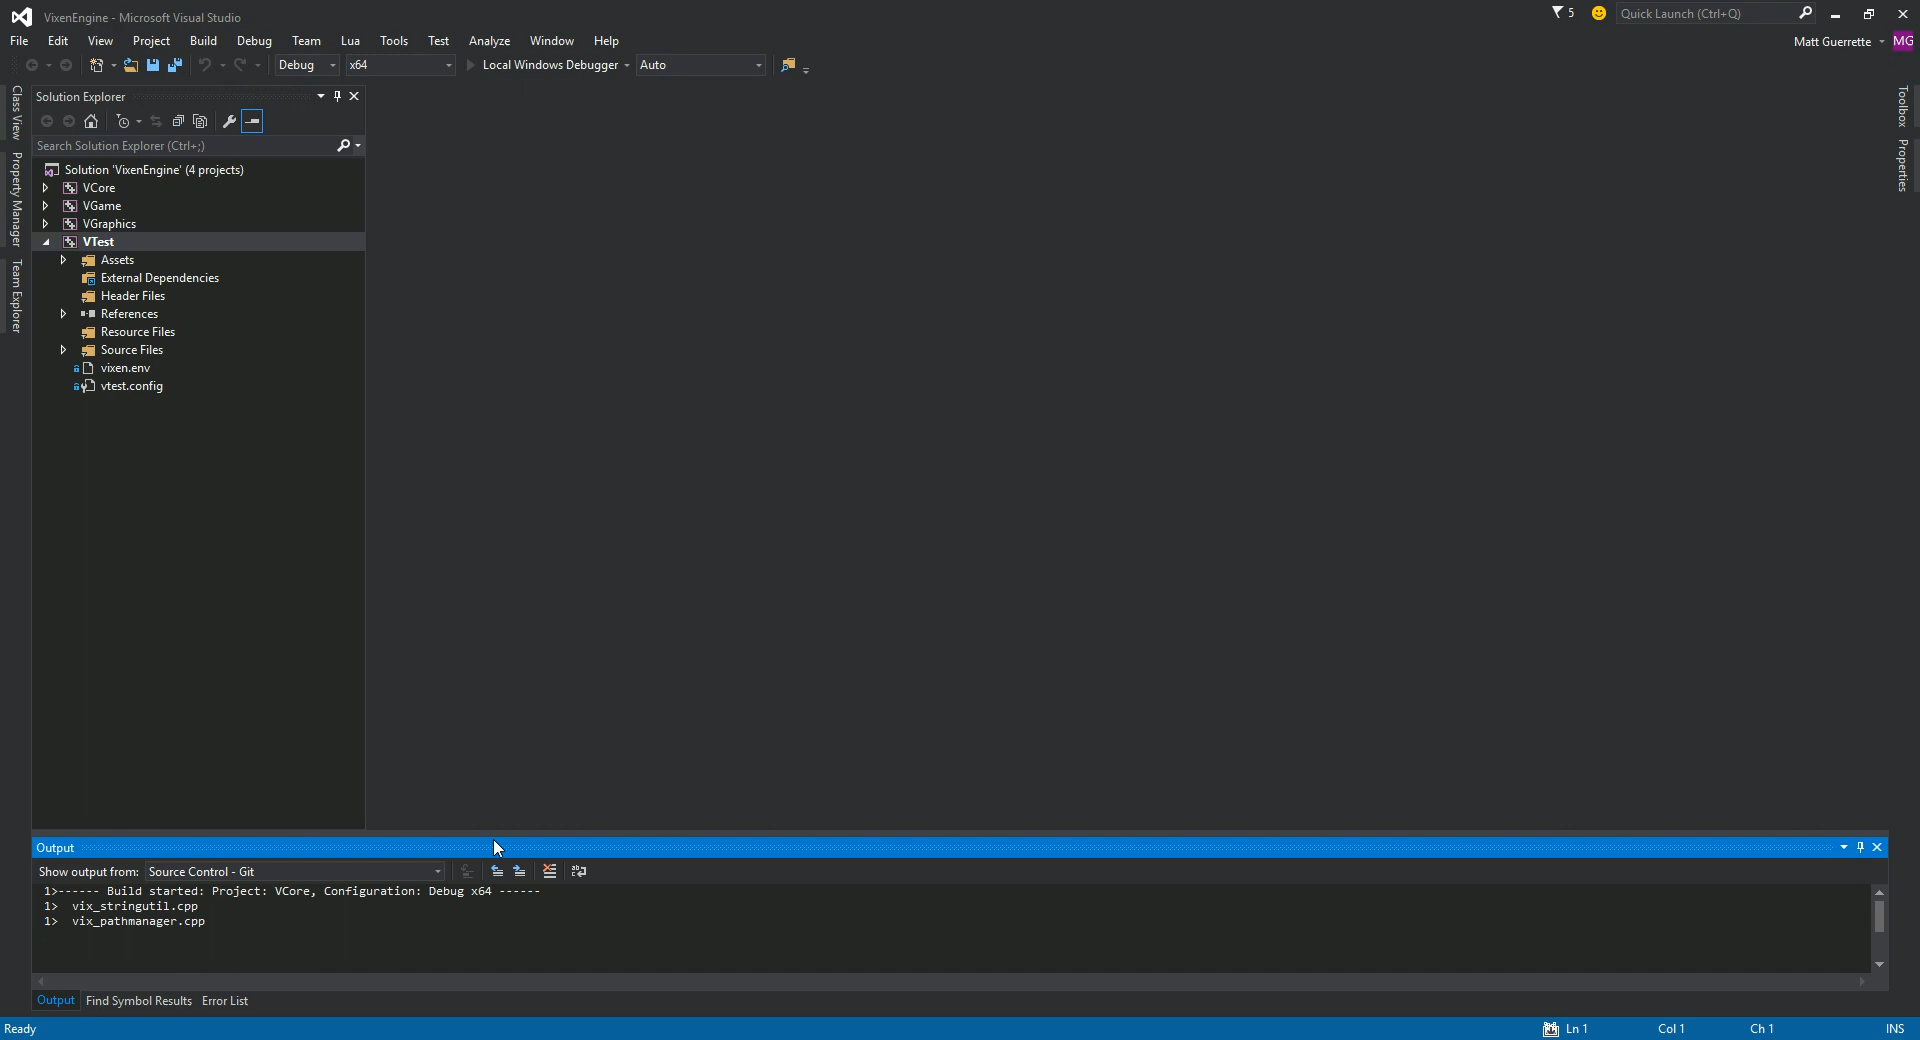 VixenEngine - Microsoft Visual Studio
5
Quick Launch (Ctrl+Q)
File Edit View Project Build Debug Team Lua Tools Test Analyze Window Help
Matt Guerrette MG
Debug x64 Local Windows Debugger Auto
Class View
Property Manager
Team Explorer
Solution Explorer
Search Solution Explorer (Ctrl+;)
Solution 'VixenEngine' (4 projects)
VCore
VGame
VGraphics
VTest
Assets
External Dependencies
Header Files
References
Resource Files
Source Files
vixen.env
vtest.config
Toolbox
Properties
Output
Show output from: Source Control - Git
1>------ Build started: Project: VCore, Configuration: Debug x64 ------
1> vix_stringutil.cpp
1> vix_pathmanager.cpp
Output Find Symbol Results Error List
Ready Ln 1 Col 1 Ch 1 INS